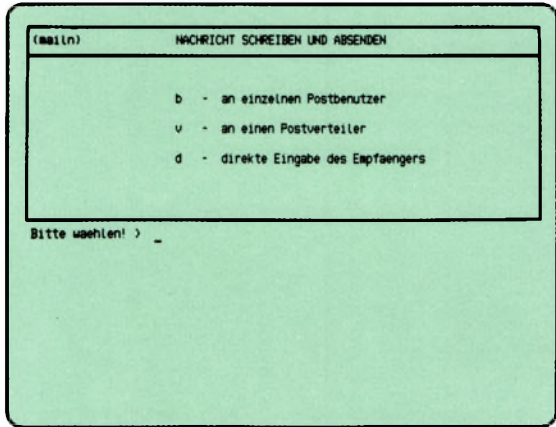 (mailn) NACHRICHT SCHREIBEN UND ABSENDEN
b - an einzelnen Postbenutzer
v - an einen Postverteiler
d - direkte Eingabe des Empfaengers
Bitte waehlen! > _